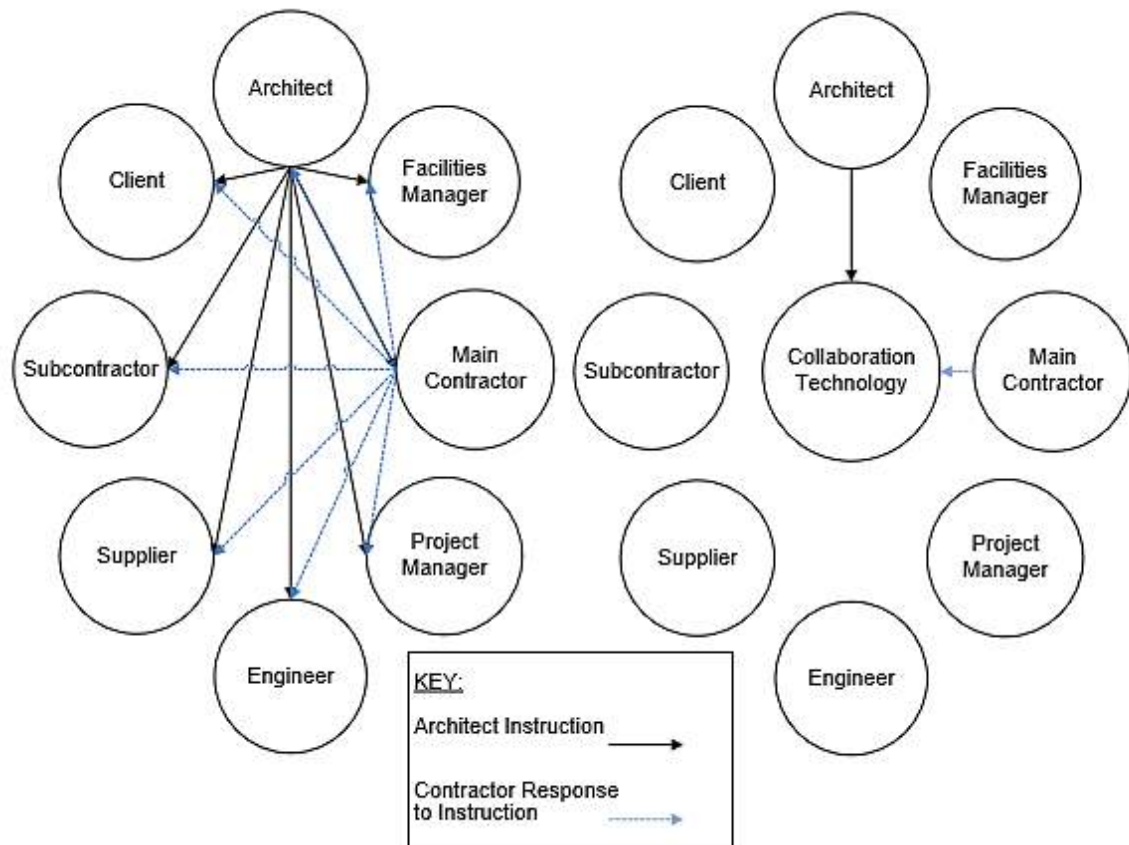 Architect
Client
Facilities
Manager
Subcontractor
Main
Contractor
Supplier
Project
Manager
Engineer
Architect
Client
Facilities
Manager
Subcontractor
Collaboration
Technology
Main
Contractor
Supplier
Project
Manager
Engineer
KEY:
Architect Instruction
Contractor Response
to Instruction